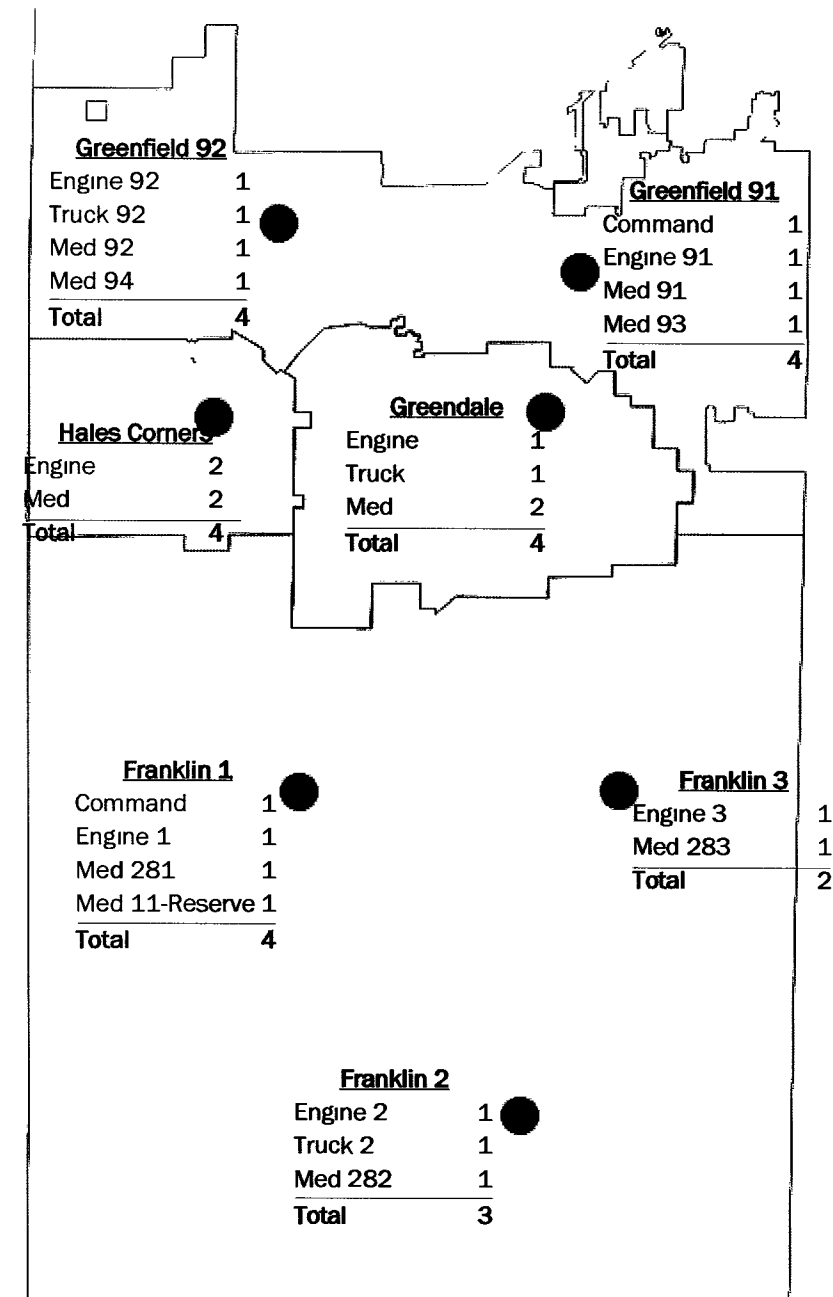 Greenfield 92
Engine 92 1
Truck 92 1
Med 92 1
Med 94 1
Total 4
Greenfield 91
Command 1
Engine 91 1
Med 91 1
Med 93 1
Total 4
Hales Corners
Engine 2
Med 2
Total 4
Greendale
Engine 1
Truck 1
Med 2
Total 4
Franklin 1
Command 1
Engine 1 1
Med 281 1
Med 11-Reserve 1
Total 4
Franklin 3
Engine 3 1
Med 283 1
Total 2
Franklin 2
Engine 2 1
Truck 2 1
Med 282 1
Total 3